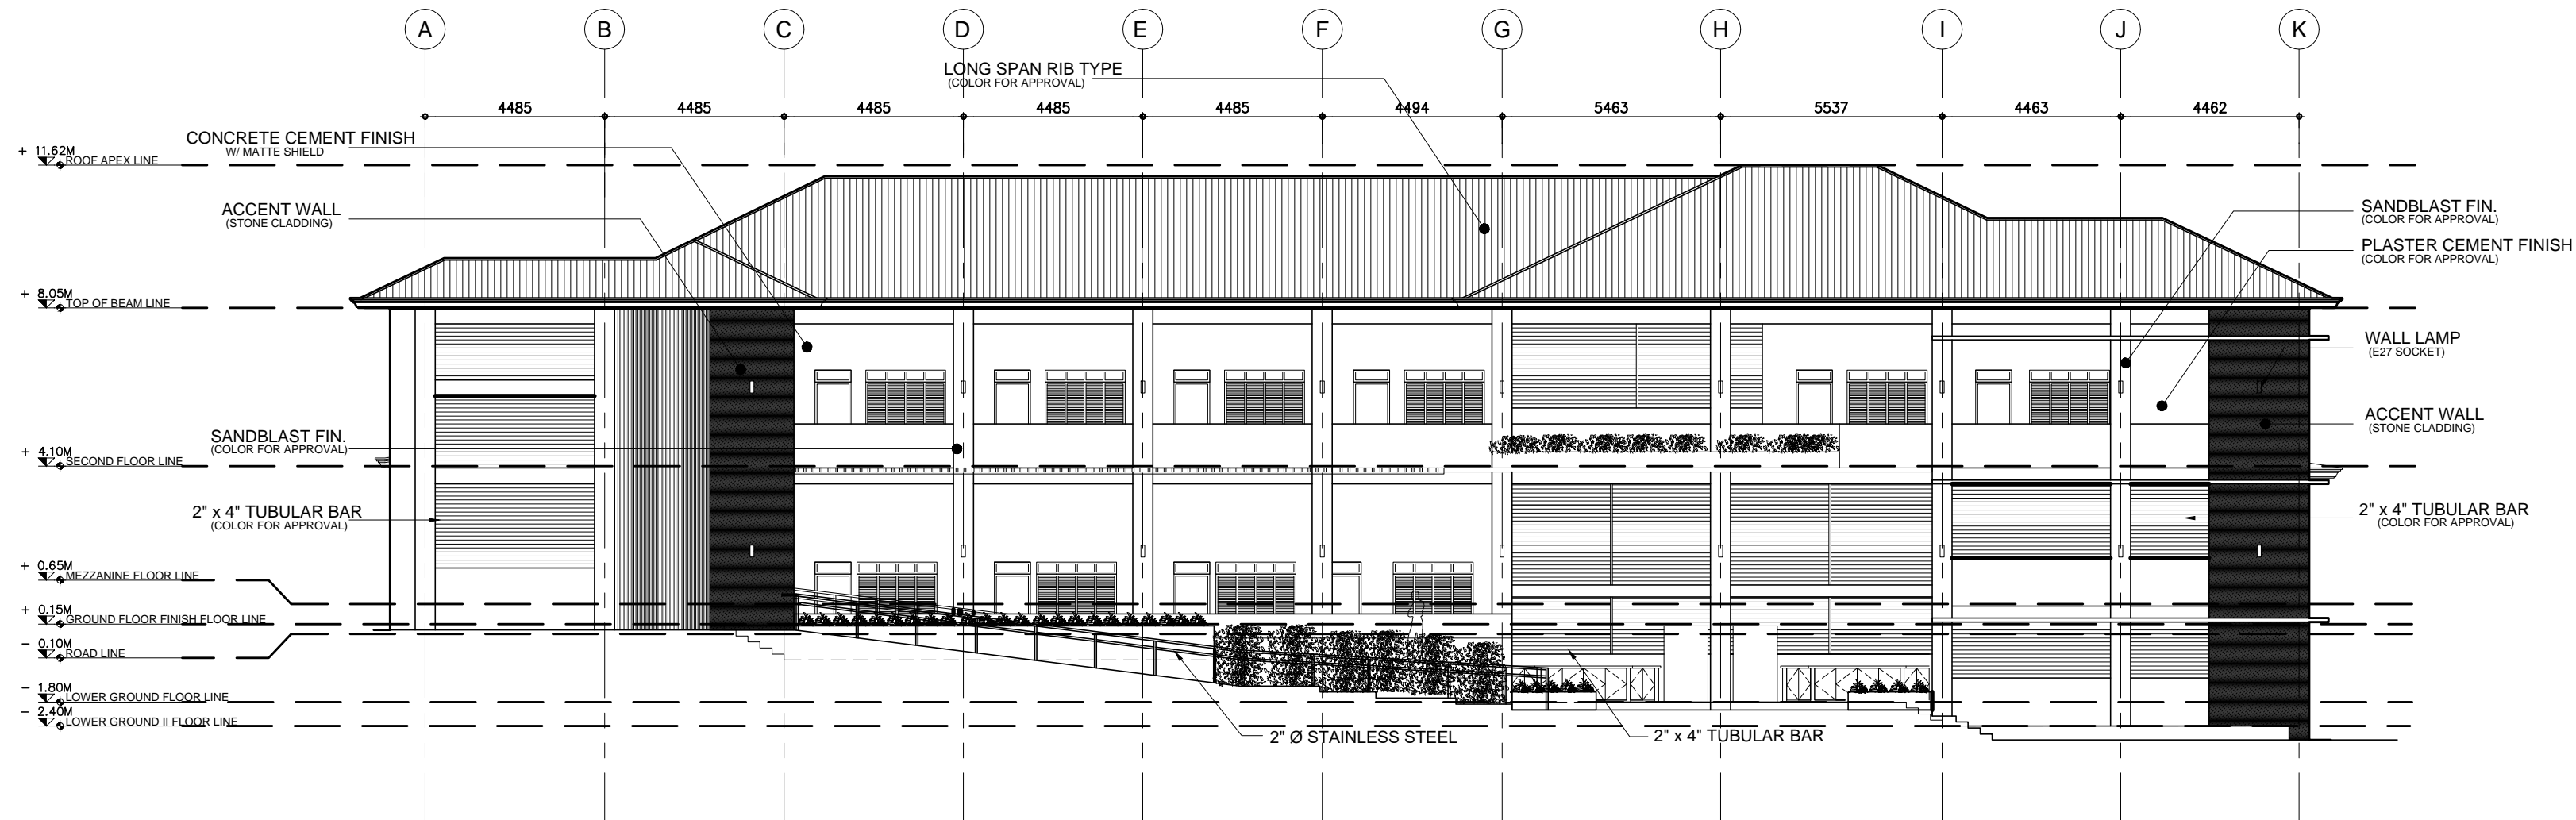 A B C D E F G H I J K
LONG SPAN RIB TYPE
(COLOR FOR APPROVAL)
4485 4485 4485 4485 4485 4494 5463 5537 4463 4462
CONCRETE CEMENT FINISH
W/ MATTE SHIELD
+ 11.62M
ROOF APEX LINE
ACCENT WALL
(STONE CLADDING)
SANDBLAST FIN.
(COLOR FOR APPROVAL)
PLASTER CEMENT FINISH
(COLOR FOR APPROVAL)
+ 8.05M
TOP OF BEAM LINE
WALL LAMP
(E27 SOCKET)
ACCENT WALL
(STONE CLADDING)
SANDBLAST FIN.
(COLOR FOR APPROVAL)
+ 4.10M
SECOND FLOOR LINE
2" x 4" TUBULAR BAR
(COLOR FOR APPROVAL)
2" x 4" TUBULAR BAR
(COLOR FOR APPROVAL)
+ 0.65M
MEZZANINE FLOOR LINE
+ 0.15M
GROUND FLOOR FINISH FLOOR LINE
- 0.10M
ROAD LINE
- 1.80M
LOWER GROUND FLOOR LINE
- 2.40M
LOWER GROUND II FLOOR LINE
2" Ø STAINLESS STEEL
2" x 4" TUBULAR BAR